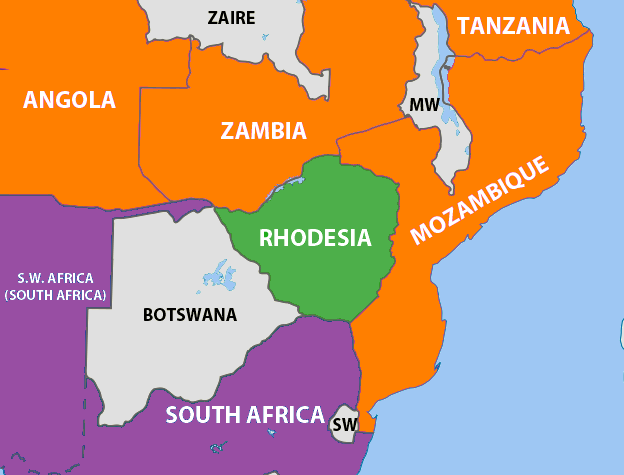 ZAIRE
TANZANIA
ANGOLA
MW
ZAMBIA
MOZAMBIQUE
RHODESIA
S.W. AFRICA
(SOUTH AFRICA)
BOTSWANA
SOUTH AFRICA
SW